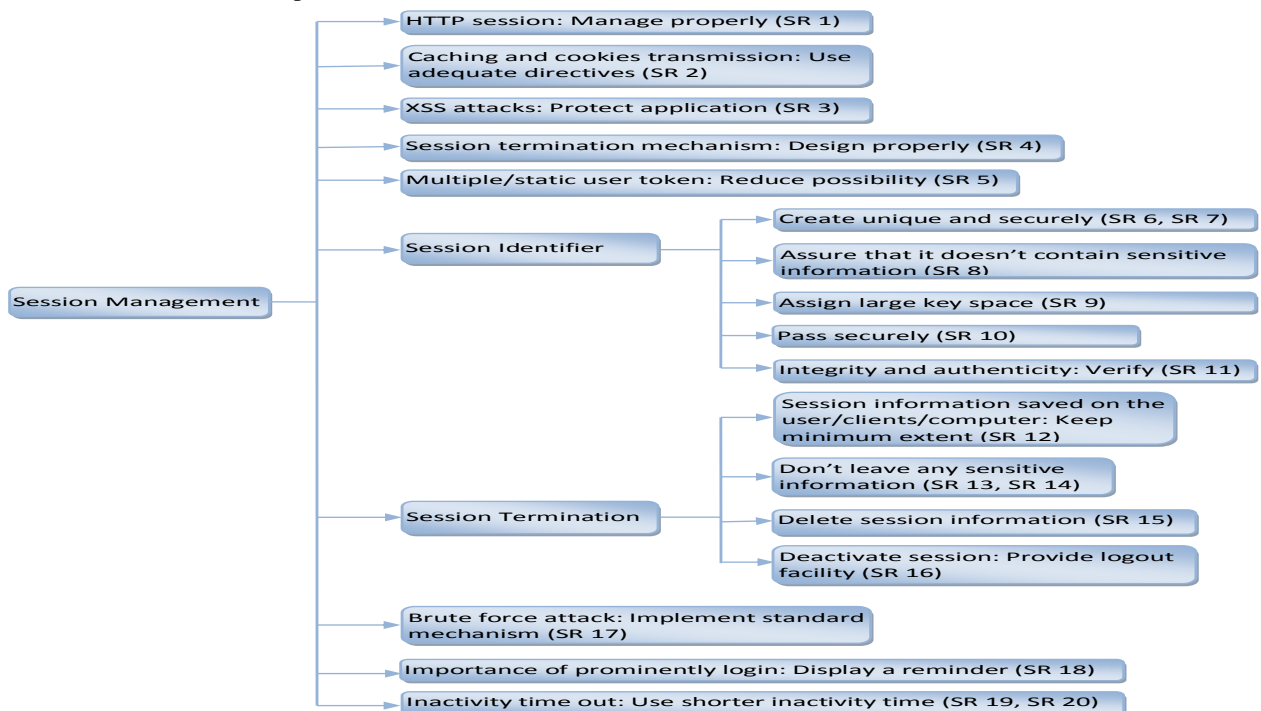 HTTP session: Manage properly (SR 1)
Caching and cookies transmission: Use
adequate directives (SR 2)
XSS attacks: Protect application (SR 3)
Session termination mechanism: Design properly (SR 4)
Multiple/static user token: Reduce possibility (SR 5)
Session Identifier
Create unique and securely (SR 6, SR 7)
Assure that it doesn't contain sensitive
information (SR 8)
Assign large key space (SR 9)
Pass securely (SR 10)
Integrity and authenticity: Verify (SR 11)
Session Management
Session Termination
Session information saved on the
user/clients/computer: Keep
minimum extent (SR 12)
Don't leave any sensitive
information (SR 13, SR 14)
Delete session information (SR 15)
Deactivate session: Provide logout
facility (SR 16)
Brute force attack: Implement standard
mechanism (SR 17)
Importance of prominently login: Display a reminder (SR 18)
Inactivity time out: Use shorter inactivity time (SR 19, SR 20)